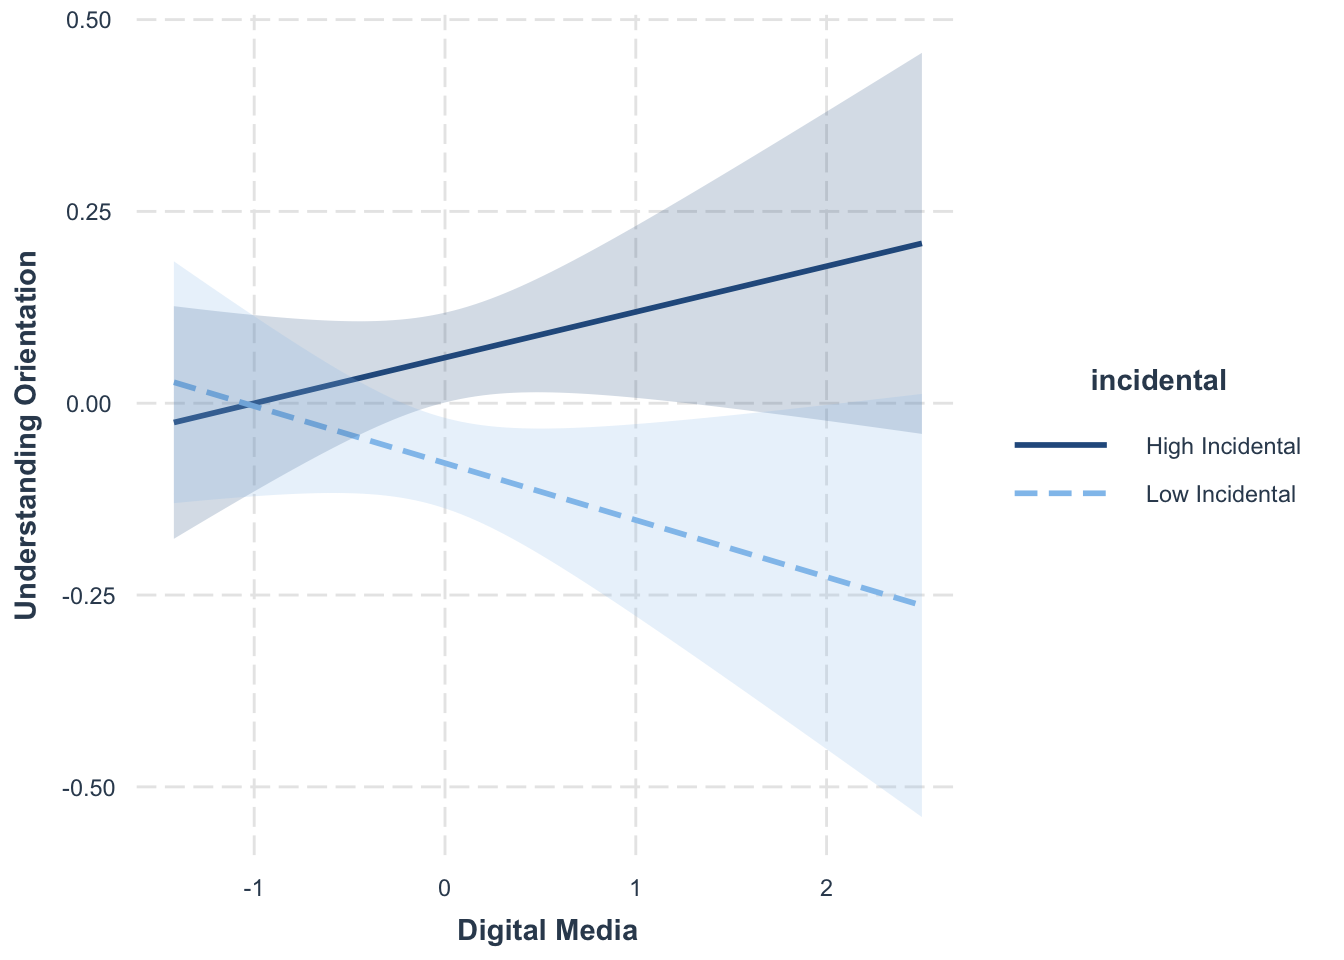 0.50
0.25
0.00
-0.25
-0.50
Understanding Orientation
-1 0 1 2
Digital Media
incidental
High Incidental
Low Incidental